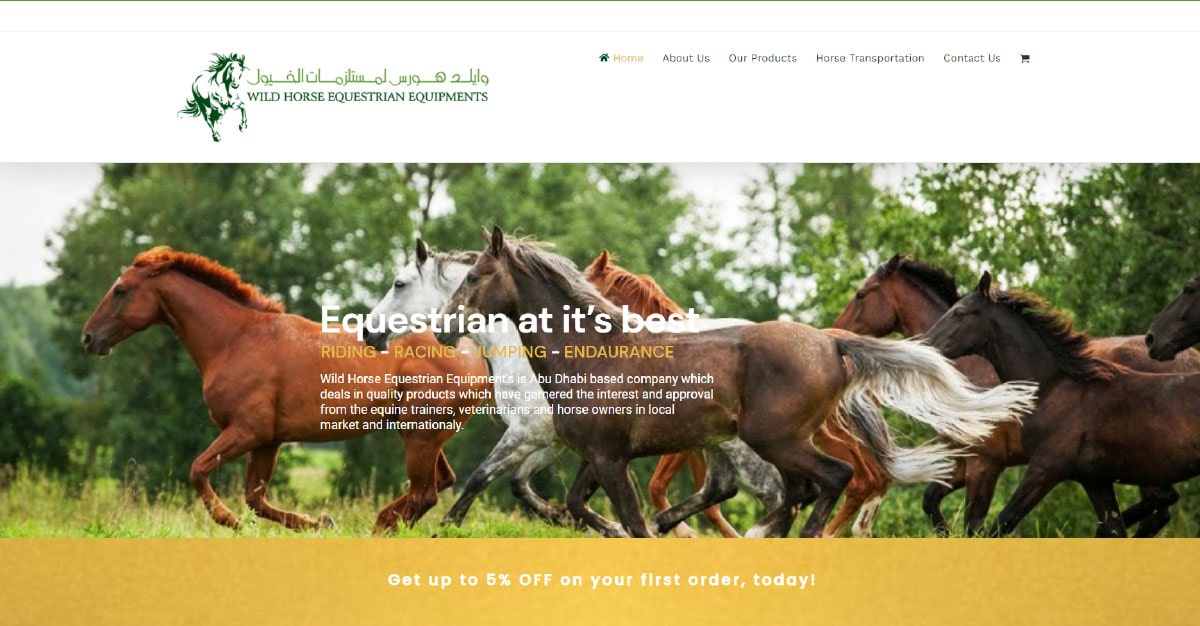 وايلد هورس لمستلزمات الخيول
WILD HORSE EQUESTRIAN EQUIPMENTS
Home About Us Our Products Horse Transportation Contact Us
Equestrian at it’s best
RIDING – RACING – JUMPING – ENDAURANCE
Wild Horse Equestrian Equipment's is Abu Dhabi based company which
deals in quality products which have garnered the interest and approval
from the equine trainers, veterinarians and horse owners in local
market and internationaly.
Get up to 5% OFF on your first order, today!